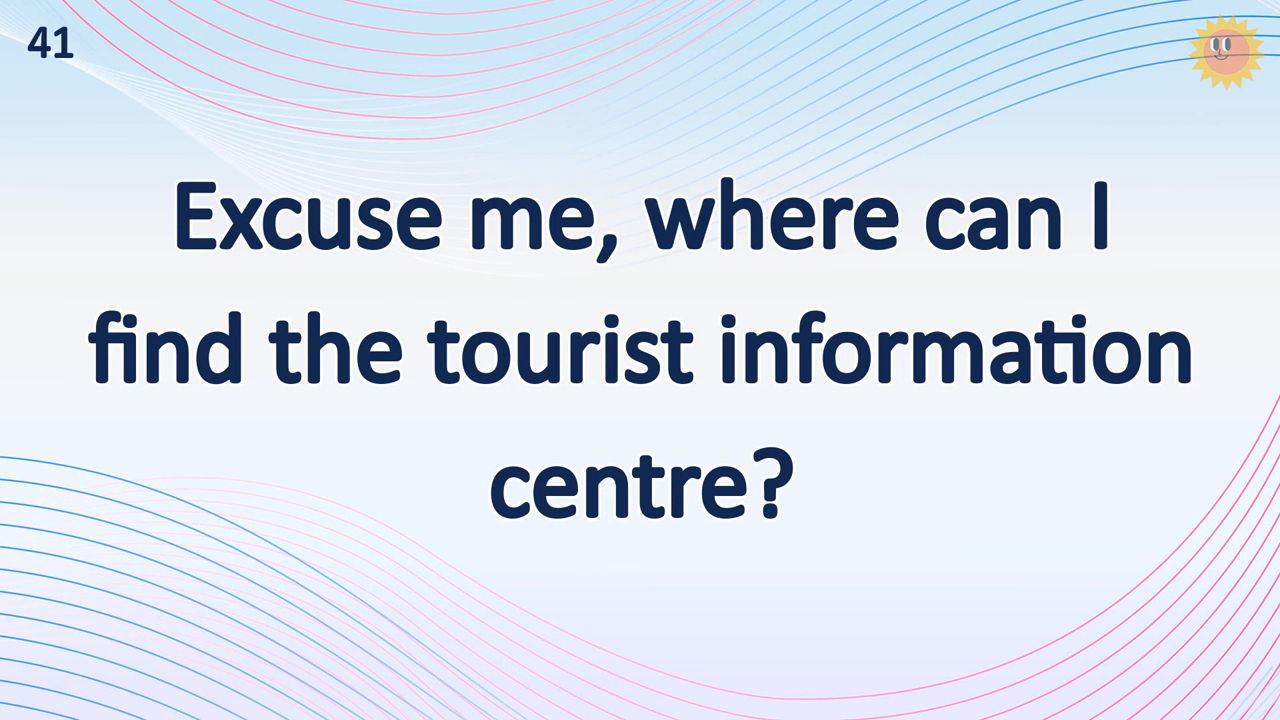 41
Excuse me, where can I
find the tourist information
centre?